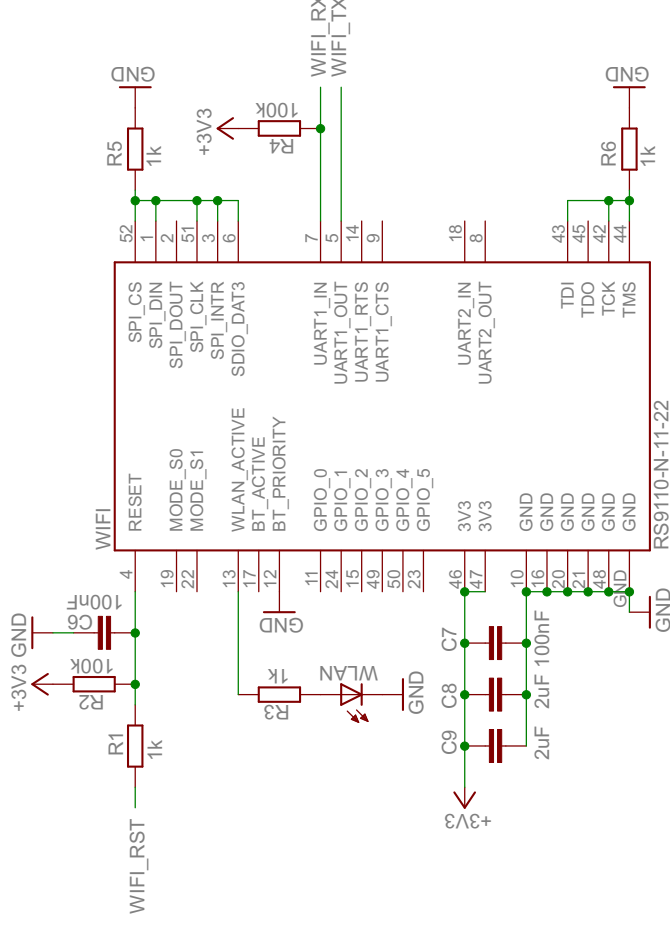 WIFI_RX
WIFI_TX
GND
R5
1k
+3V3
100k
R4
GND
R6
1k
52
1
2
51
3
6
7
5
14
9
18
8
43
45
42
44
SPI_CS
SPI_DIN
SPI_DOUT
SPI_CLK
SPI_INTR
SDIO_DAT3
UART1_IN
UART1_OUT
UART1_RTS
UART1_CTS
UART2_IN
UART2_OUT
TDI
TDO
TCK
TMS
WIFI
RESET
MODE_S0
MODE_S1
WLAN_ACTIVE
BT_ACTIVE
BT_PRIORITY
GPIO_0
GPIO_1
GPIO_2
GPIO_3
GPIO_4
GPIO_5
3V3
3V3
GND
GND
GND
GND
GND
GND
RS9110-N-11-22
4
19
22
13
17
12
11
24
15
49
50
23
46
47
10
16
20
21
48
GND
GND
C6
100nF
+3V3
R2
100k
R1
1k
WIFI_RST
GND
R3
1k
WLAN
GND
C7
100nF
C8
2uF
C9
2uF
+3V3
GND